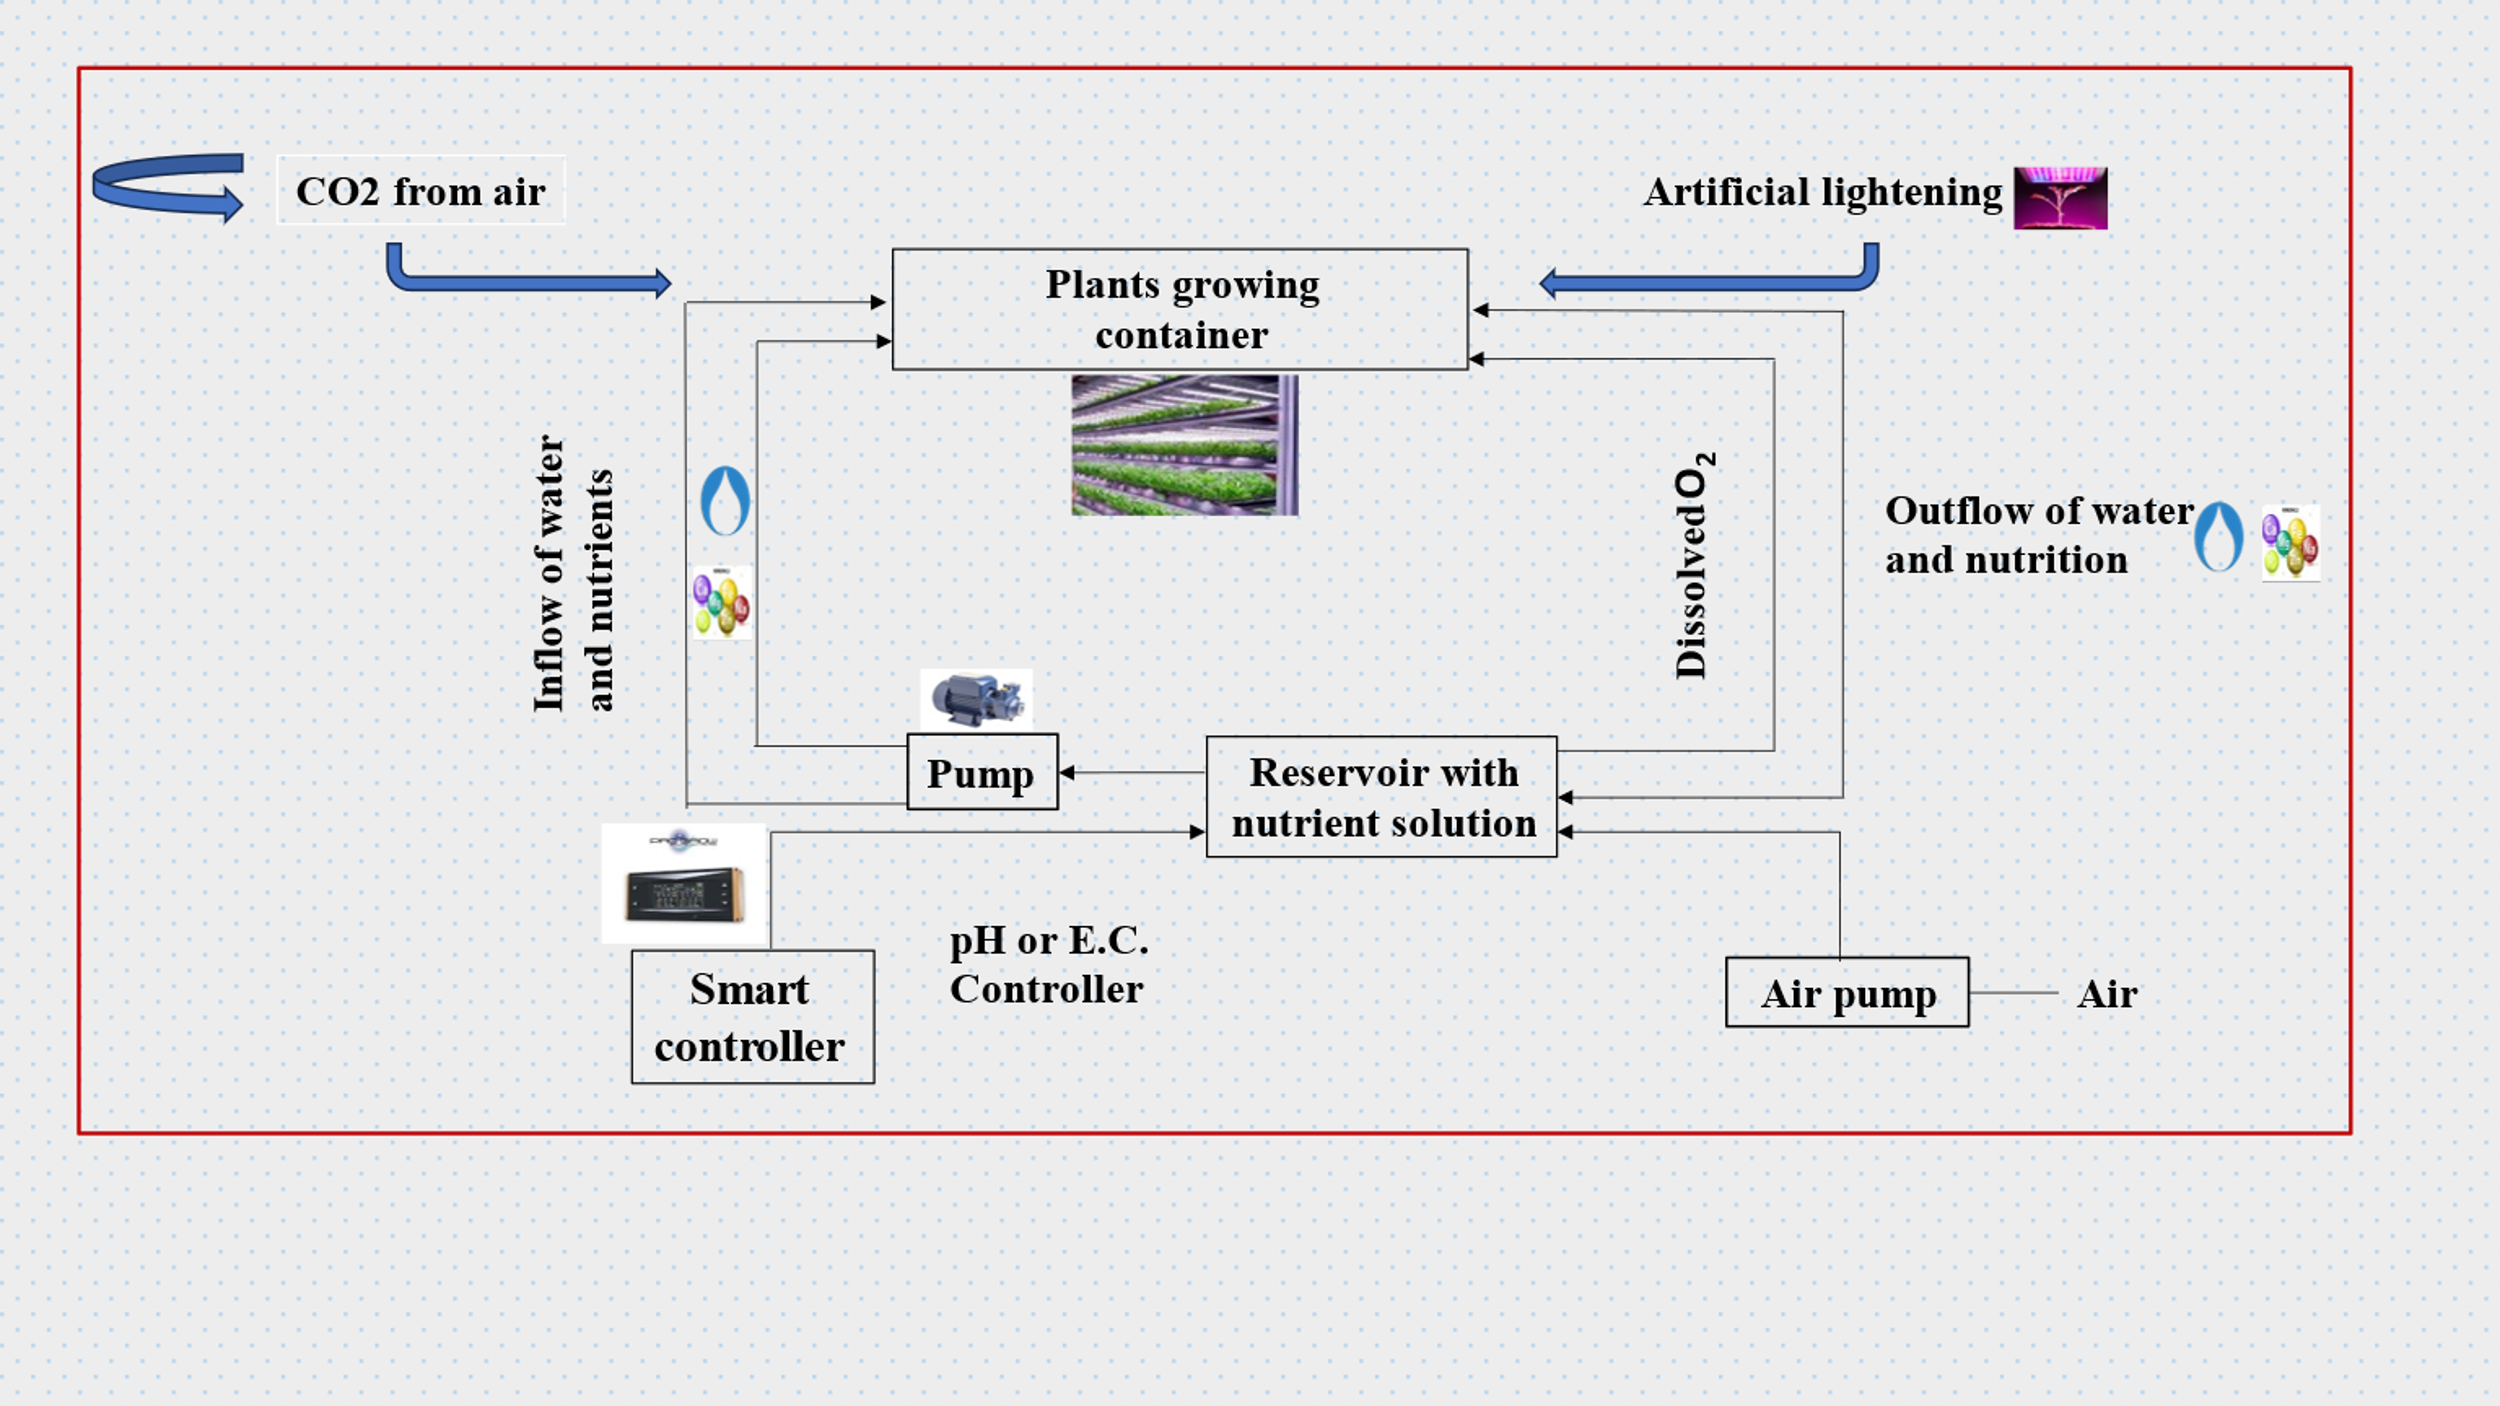 CO2 from air
Artificial lightening
Plants growing
container
Inflow of water
and nutrients
Dissolved O₂
Outflow of water
and nutrition
Pump
Reservoir with
nutrient solution
Smart
controller
pH or E.C.
Controller
Air pump
Air